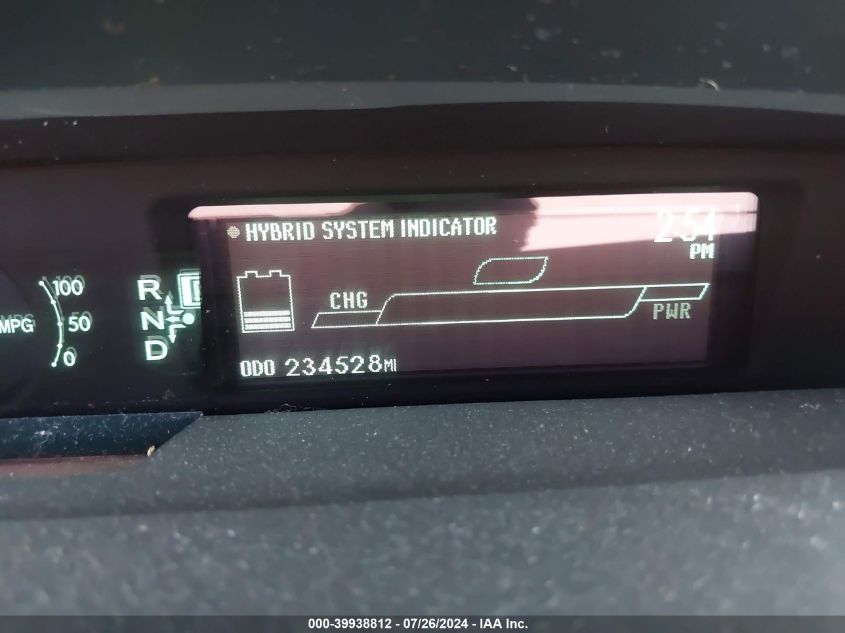 HYBRID SYSTEM INDICATOR
2:54
PM
100
50
0
MPG
R
N
D
CHG
PWR
ODO 234528MI
000-39938812 - 07/26/2024 - IAA Inc.